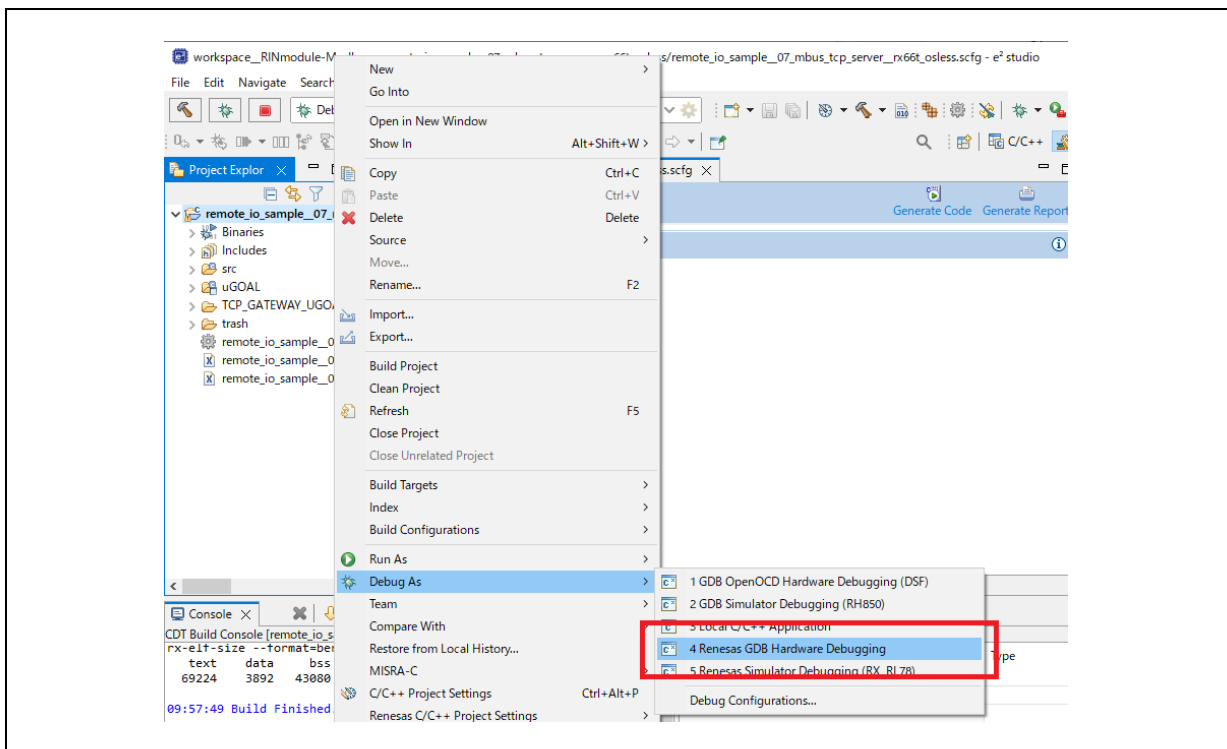 workspace__RINmodule-M
s/remote_io_sample__07_mbus_tcp_server__rx66t_osless.scfg - e² studio
File Edit Navigate Search
C/C++
Project Explor
ss.scfg
Generate Code Generate Report
remote_io_sample__07_
Binaries
Includes
src
uGOAL
TCP_GATEWAY_UGO
trash
remote_io_sample__0
remote_io_sample__0
remote_io_sample__0
New
Go Into
Open in New Window
Show In Alt+Shift+W
Copy Ctrl+C
Paste Ctrl+V
Delete Delete
Source
Move...
Rename... F2
Import...
Export...
Build Project
Clean Project
Refresh F5
Close Project
Close Unrelated Project
Build Targets
Index
Build Configurations
Run As
Debug As
Team
Compare With
Restore from Local History...
MISRA-C
C/C++ Project Settings Ctrl+Alt+P
Renesas C/C++ Project Settings
1 GDB OpenOCD Hardware Debugging (DSF)
2 GDB Simulator Debugging (RH850)
3 Local C/C++ Application
4 Renesas GDB Hardware Debugging
5 Renesas Simulator Debugging (RX, RL78)
Debug Configurations...
Type
Console
CDT Build Console [remote_io_s
rx-elf-size --format=ber
text data bss
69224 3892 43080
09:57:49 Build Finished